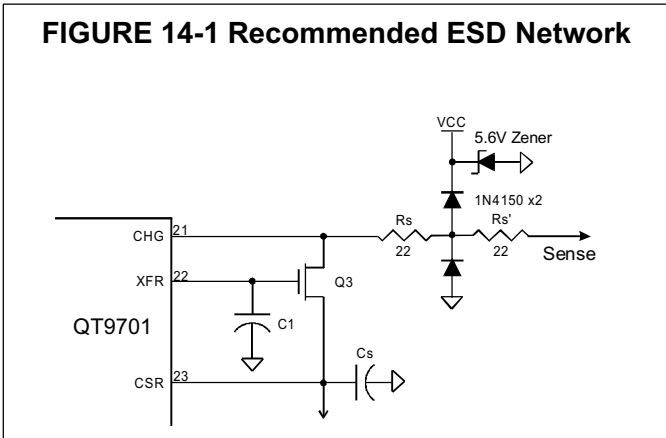 FIGURE 14-1 Recommended ESD Network
VCC
5.6V Zener
1N4150 x2
CHG 21
Rs
22
Rs'
22
Sense
XFR 22
Q3
C1
QT9701
CSR 23
Cs